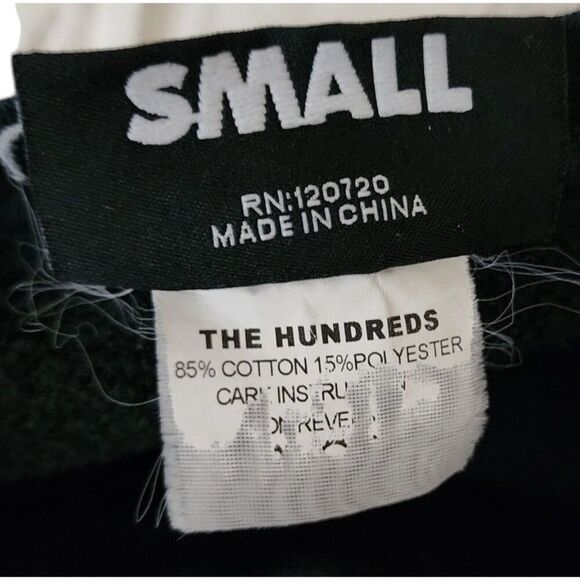 SMALL
RN:120720
MADE IN CHINA
THE HUNDREDS
85% COTTON 15%POLYESTER